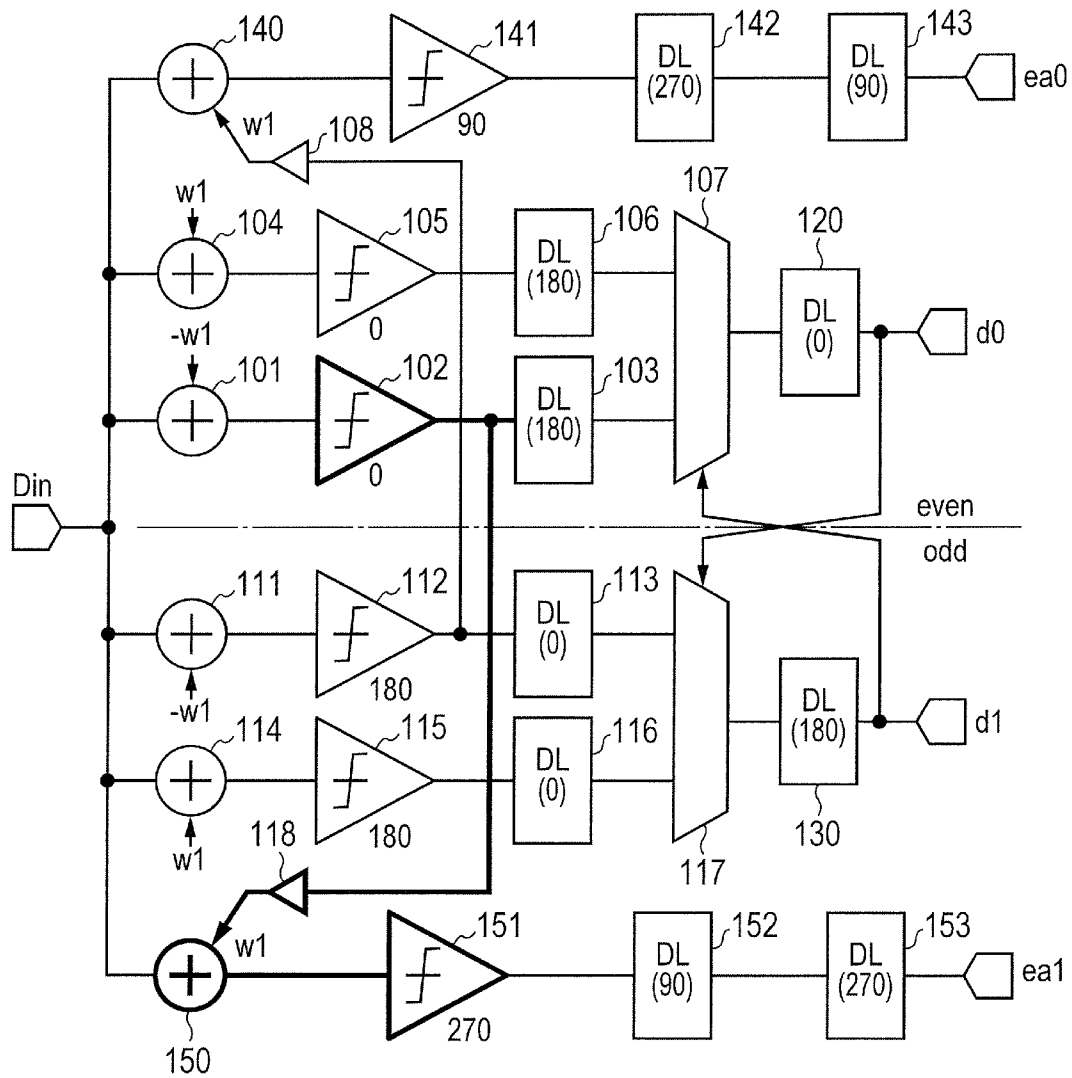 140
141
142
143
DL
(270)
DL
(90)
ea0
90
w1
108
w1
104
105
106
107
DL
(180)
120
0
DL
(0)
d0
-w1
101
102
103
DL
(180)
0
Din
even
odd
111
112
113
DL
(0)
-w1
180
114
115
116
DL
(180)
d1
DL
(0)
w1
180
118
117
130
w1
151
152
153
DL
(90)
DL
(270)
ea1
270
150